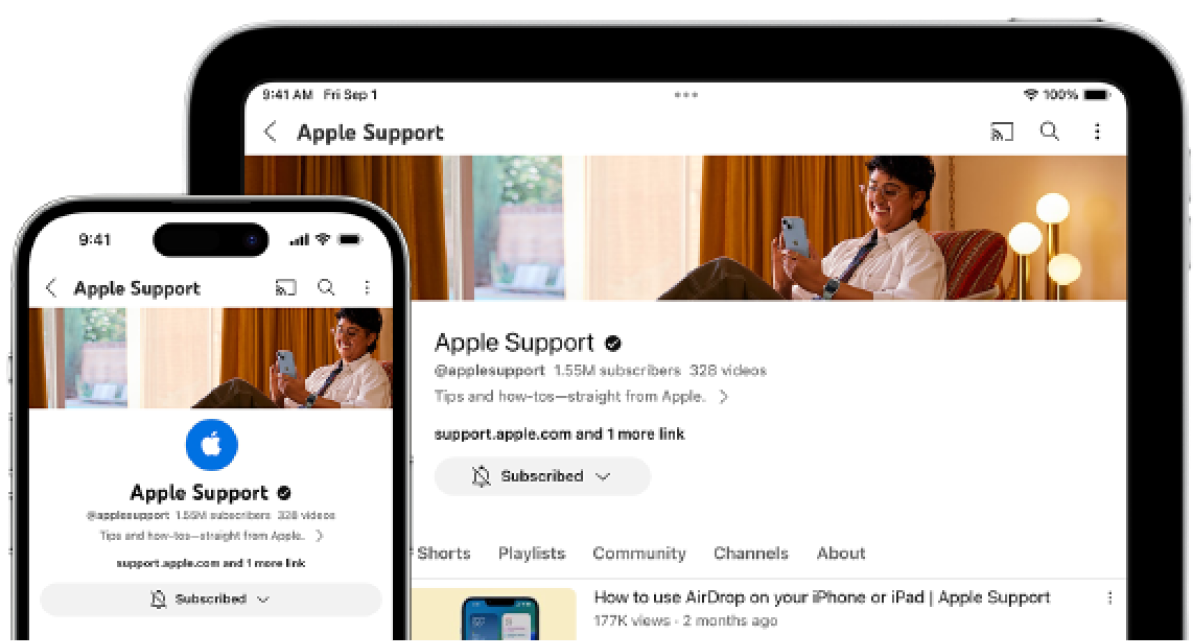 9:41 AM Fri Sep 1
100%
Apple Support
Apple Support
@applesupport 1.55M subscribers 328 videos
Tips and how-tos—straight from Apple.
support.apple.com and 1 more link
Subscribed
Shorts Playlists Community Channels About
How to use AirDrop on your iPhone or iPad | Apple Support
177K views · 2 months ago
9:41
Apple Support
Apple Support
@applesupport 1.55M subscribers 328 videos
Tips and how-tos—straight from Apple.
support.apple.com and 1 more link
Subscribed